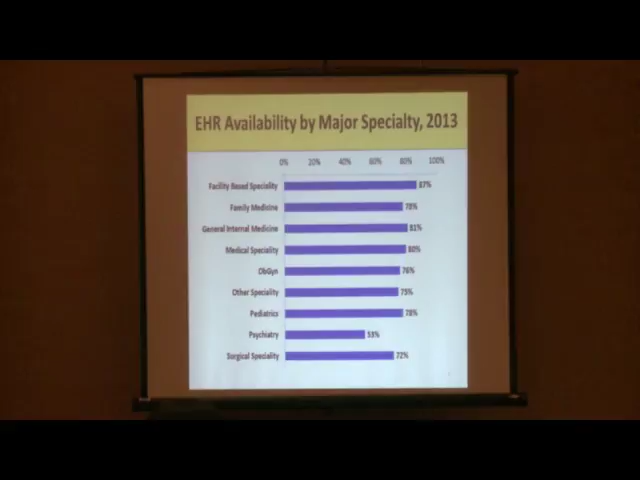 EHR Availability by Major Specialty, 2013
0% 20% 40% 60% 80% 100%
Facility Based Speciality 87%
Family Medicine 78%
General Internal Medicine 81%
Medical Speciality 80%
ObGyn 76%
Other Speciality 75%
Pediatrics 78%
Psychiatry 53%
Surgical Speciality 72%